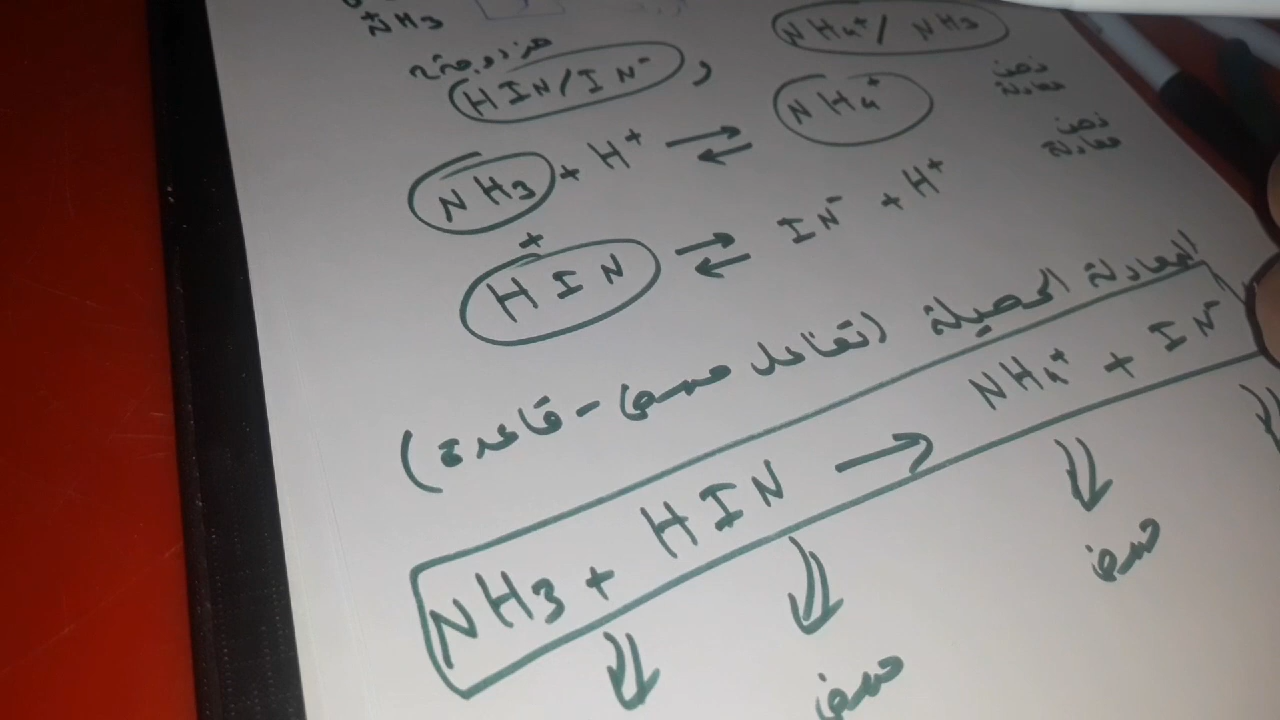 NH3
مزدوجته
HIN/IN⁻ , NH4⁺/NH3
NH3 + H⁺ ⇌ NH4⁺ نصف معادلة
+
HIN ⇌ IN⁻ + H⁺ نصف معادلة
المعادلة الحصيلة (تفاعل حمض - قاعدة)
NH3 + HIN → NH4⁺ + IN⁻
حمض حمض